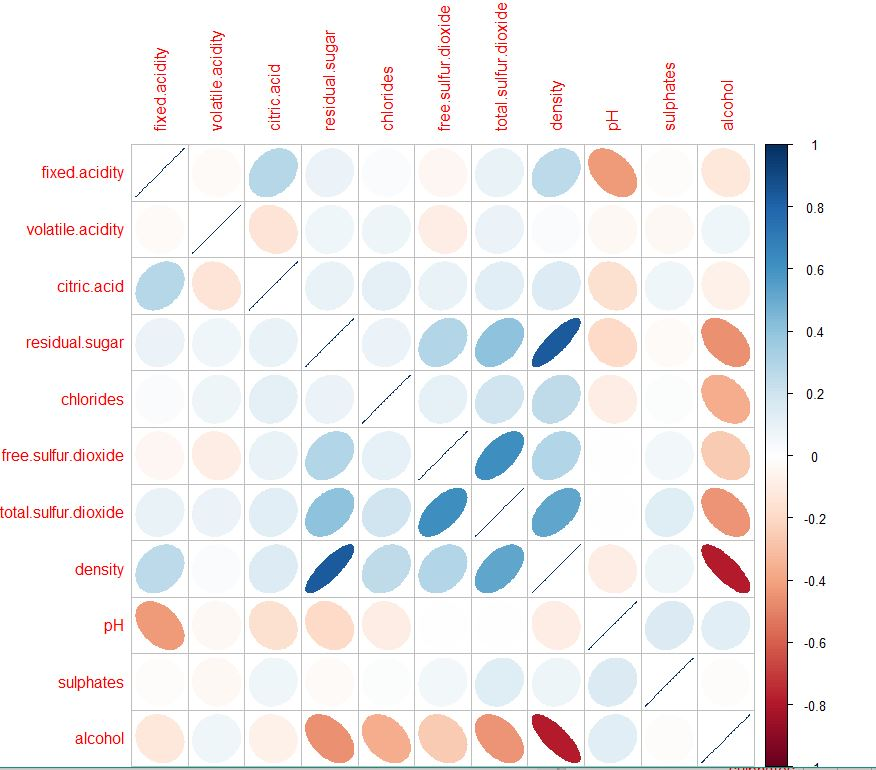 fixed.acidity
volatile.acidity
citric.acid
residual.sugar
chlorides
free.sulfur.dioxide
total.sulfur.dioxide
density
pH
sulphates
alcohol
fixed.acidity
volatile.acidity
citric.acid
residual.sugar
chlorides
free.sulfur.dioxide
total.sulfur.dioxide
density
pH
sulphates
alcohol
1
0.8
0.6
0.4
0.2
0
-0.2
-0.4
-0.6
-0.8